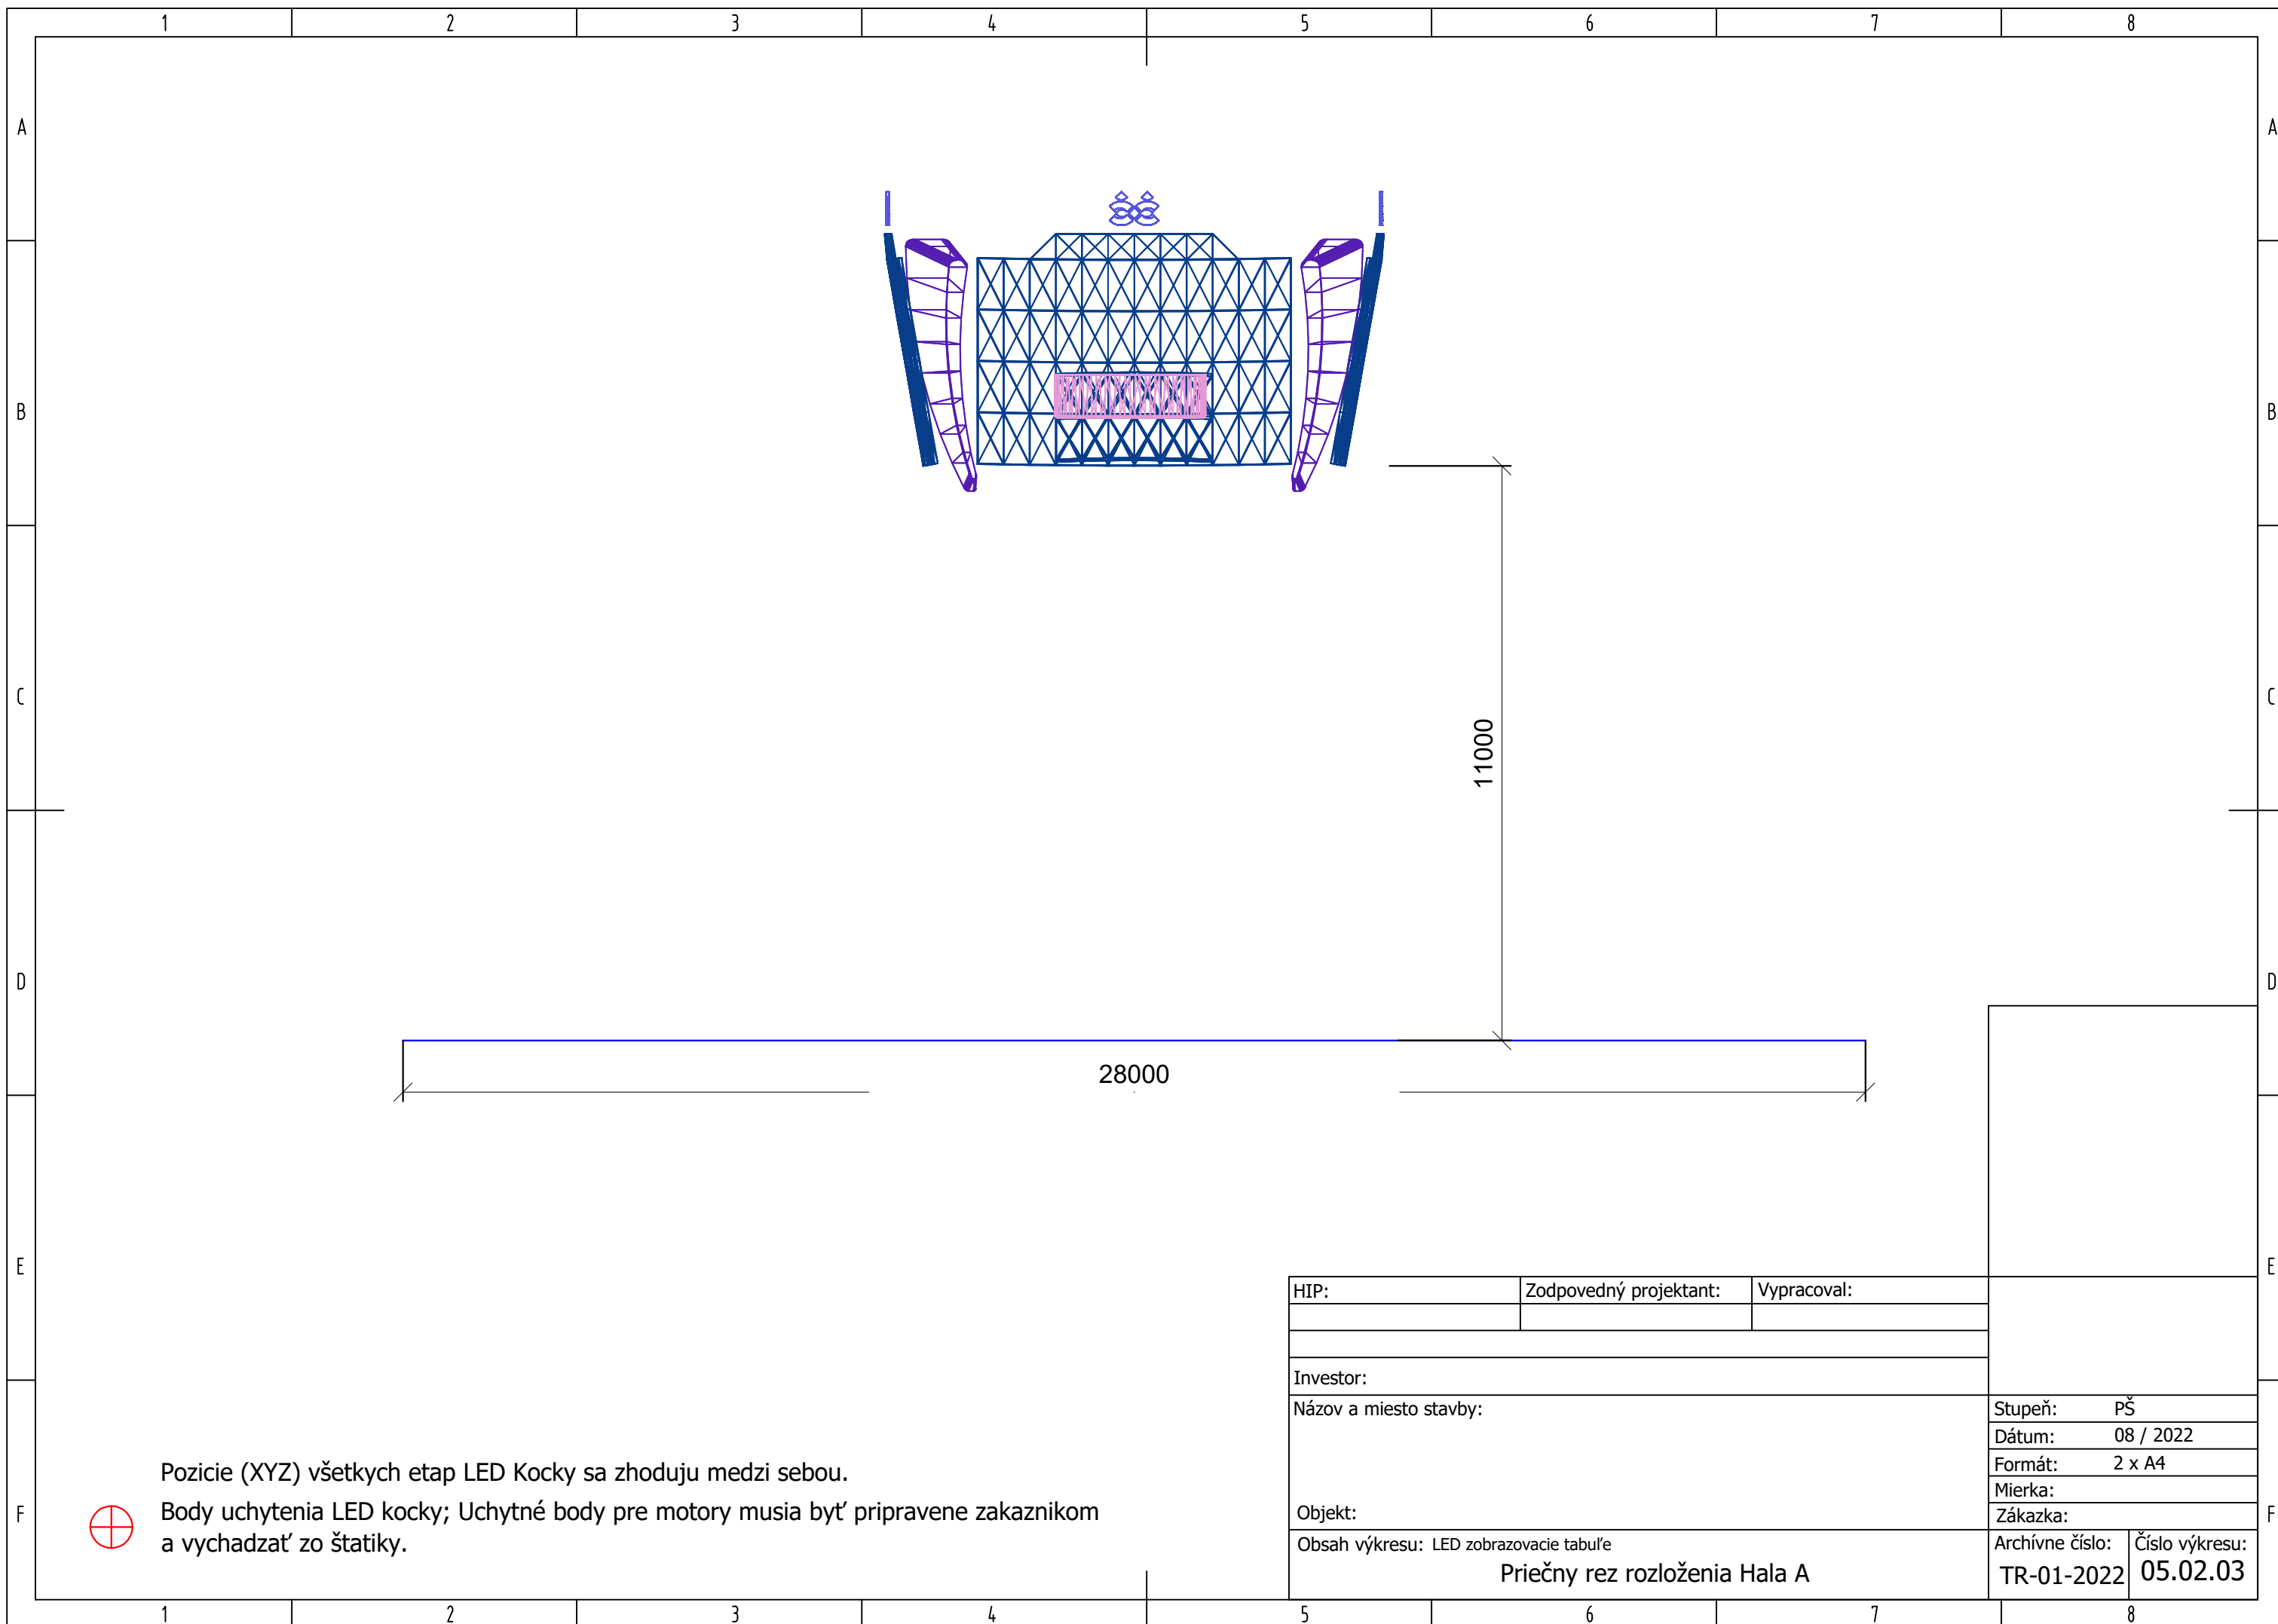 1 2 3 4 5 6 7 8
A A
B B
C C
11000
D D
28000
E E
HIP: Zodpovedný projektant: Vypracoval:
Investor:
Názov a miesto stavby:
Objekt:
Stupeň: PŠ
Dátum: 08 / 2022
Formát: 2 x A4
Mierka:
Zákazka:
Obsah výkresu: LED zobrazovacie tabuľe
Priečny rez rozloženia Hala A
Archívne číslo: Číslo výkresu:
TR-01-2022 05.02.03
Pozicie (XYZ) všetkych etap LED Kocky sa zhoduju medzi sebou.
Body uchytenia LED kocky; Uchytné body pre motory musia byť pripravene zakaznikom
a vychadzať zo štatiky.
F F
1 2 3 4 5 6 7 8